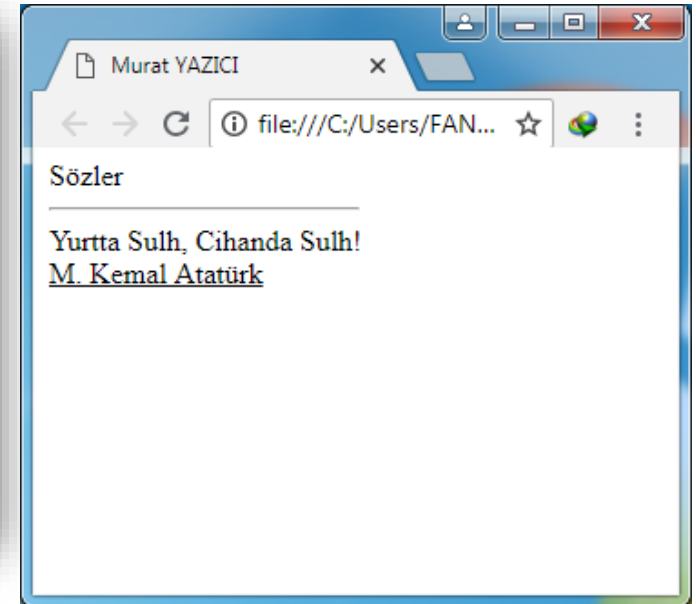 Murat YAZICI
file:///C:/Users/FAN...
Sözler
Yurtta Sulh, Cihanda Sulh!
M. Kemal Atatürk